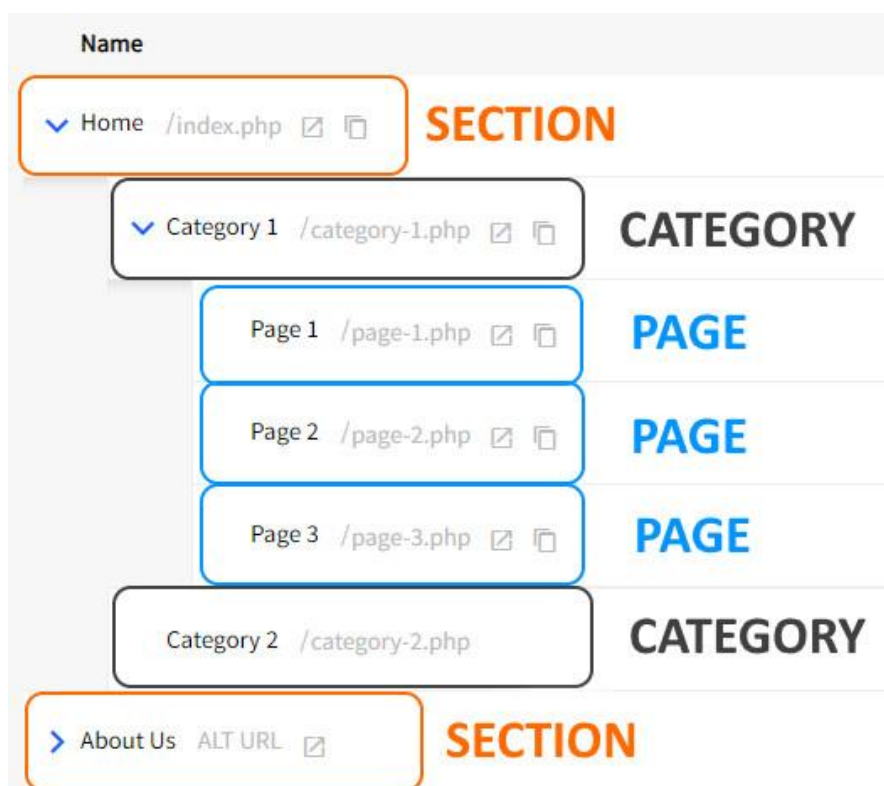 Name
Home /index.php SECTION
Category 1 /category-1.php CATEGORY
Page 1 /page-1.php PAGE
Page 2 /page-2.php PAGE
Page 3 /page-3.php PAGE
Category 2 /category-2.php CATEGORY
About Us ALT URL SECTION